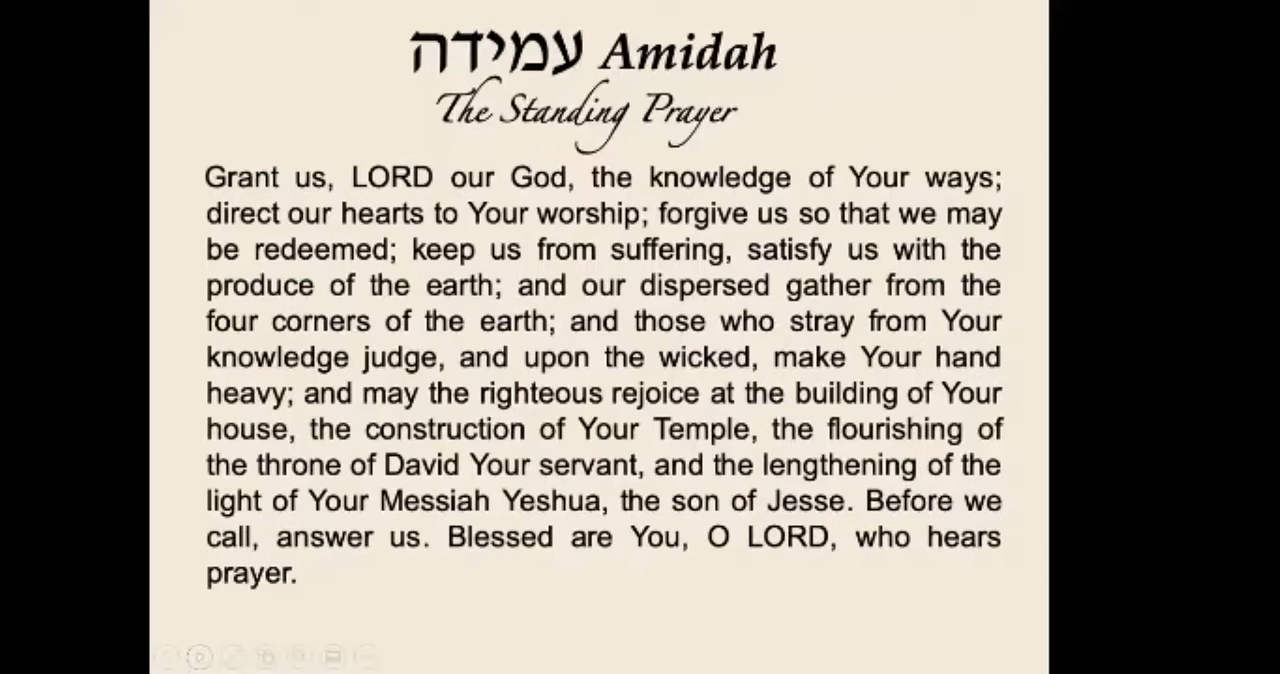 עמידה Amidah
The Standing Prayer
Grant us, LORD our God, the knowledge of Your ways;
direct our hearts to Your worship; forgive us so that we may
be redeemed; keep us from suffering, satisfy us with the
produce of the earth; and our dispersed gather from the
four corners of the earth; and those who stray from Your
knowledge judge, and upon the wicked, make Your hand
heavy; and may the righteous rejoice at the building of Your
house, the construction of Your Temple, the flourishing of
the throne of David Your servant, and the lengthening of the
light of Your Messiah Yeshua, the son of Jesse. Before we
call, answer us. Blessed are You, O LORD, who hears
prayer.